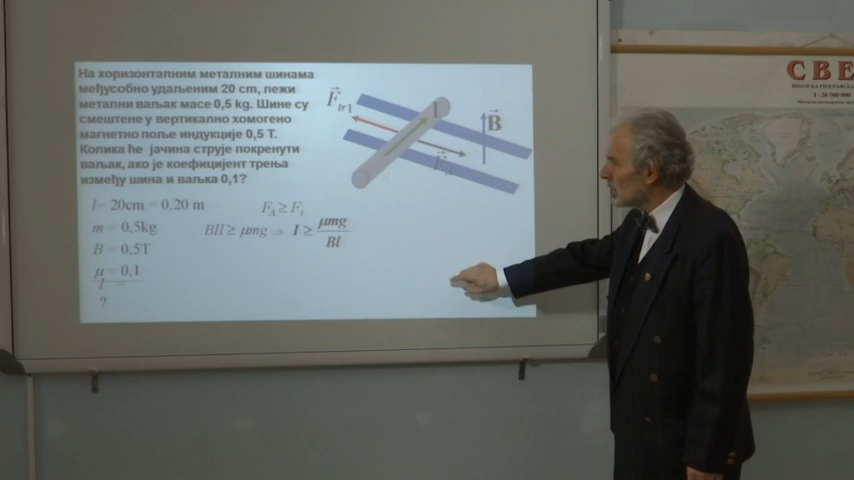 На хоризонталним металним шинама
међусобно удаљеним 20 cm, лежи
метални ваљак масе 0,5 kg. Шине су
смештене у вертикално хомогено
магнетно поље индукције 0,5 T.
Колика ће јачина струје покренути
ваљак, ако је коефицијент трења
између шина и ваљка 0,1?
F⃗tr1
I
B⃗
l = 20cm = 0,20 m
F_A ≥ F_t
m = 0,5kg
BIl ≥ μmg ⇒ I ≥ μmg / Bl
B = 0,5T
μ = 0,1
I =
?
СВЕ